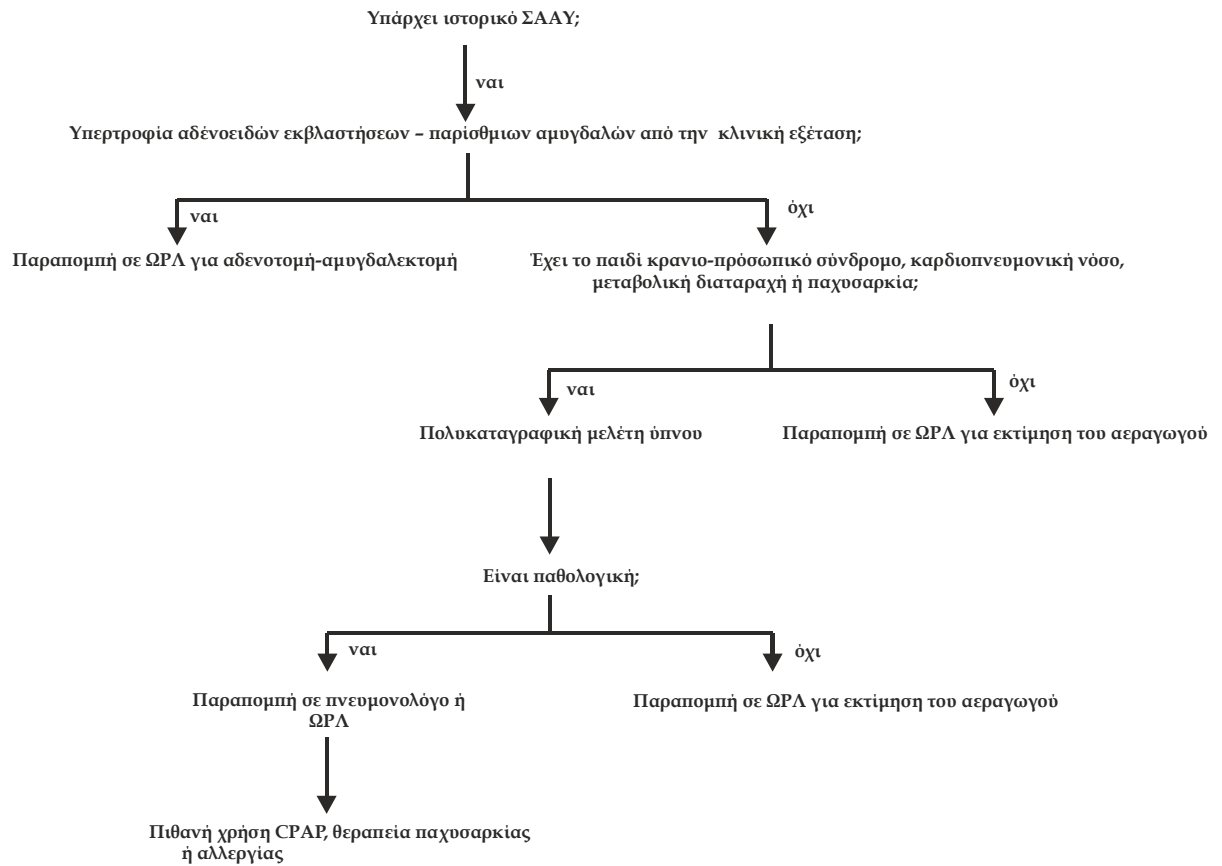 Υπάρχει ιστορικό ΣΑΑΥ;
ναι
Υπερτροφία αδένοειδών εκβλαστήσεων – παρίσθμιων αμυγδαλών από την κλινική εξέταση;
ναι
όχι
Παραπομπή σε ΩΡΛ για αδενοτομή-αμυγδαλεκτομή
Έχει το παιδί κρανιο-πρόσωπικό σύνδρομο, καρδιοπνευμονική νόσο,
μεταβολική διαταραχή ή παχυσαρκία;
ναι
όχι
Πολυκαταγραφική μελέτη ύπνου
Παραπομπή σε ΩΡΛ για εκτίμηση του αεραγωγού
Είναι παθολογική;
ναι
όχι
Παραπομπή σε πνευμονολόγο ή
ΩΡΛ
Παραπομπή σε ΩΡΛ για εκτίμηση του αεραγωγού
Πιθανή χρήση CPAP, θεραπεία παχυσαρκίας
ή αλλεργίας